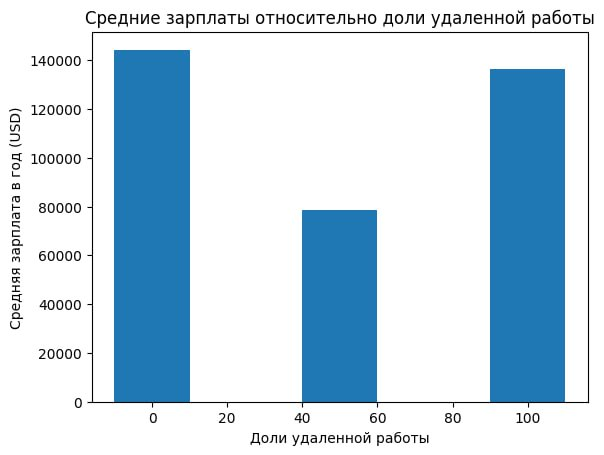 Средние зарплаты относительно доли удаленной работы
Средняя зарплата в год (USD)
140000
120000
100000
80000
60000
40000
20000
0
0 20 40 60 80 100
Доли удаленной работы